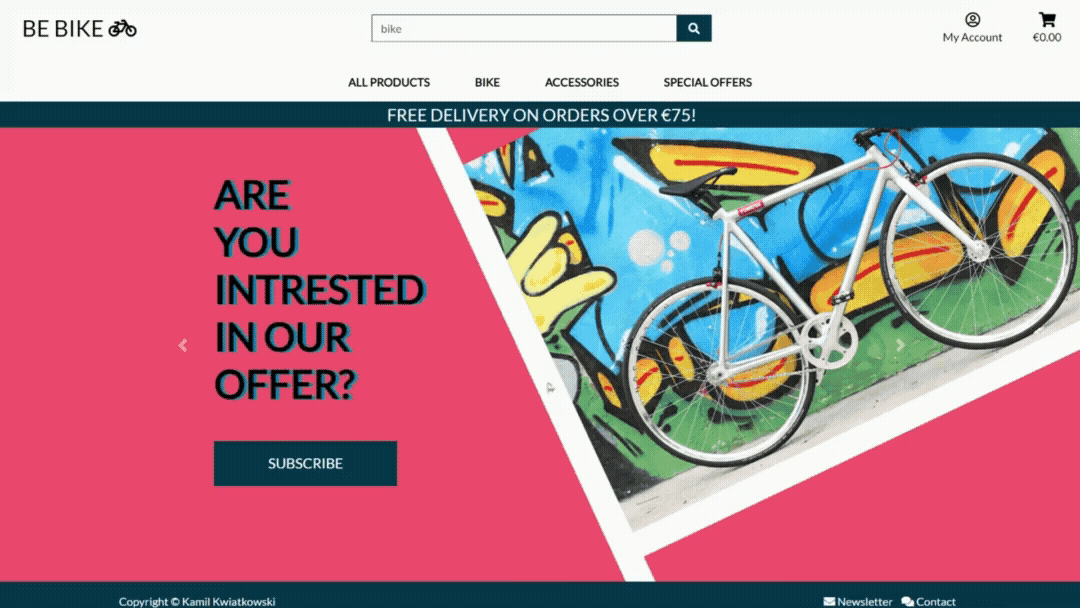 BE BIKE
bike
My Account
€0.00
ALL PRODUCTS BIKE ACCESSORIES SPECIAL OFFERS
FREE DELIVERY ON ORDERS OVER €75!
ARE
YOU
INTRESTED
IN OUR
OFFER?
SUBSCRIBE
Copyright © Kamil Kwiatkowski
Newsletter Contact